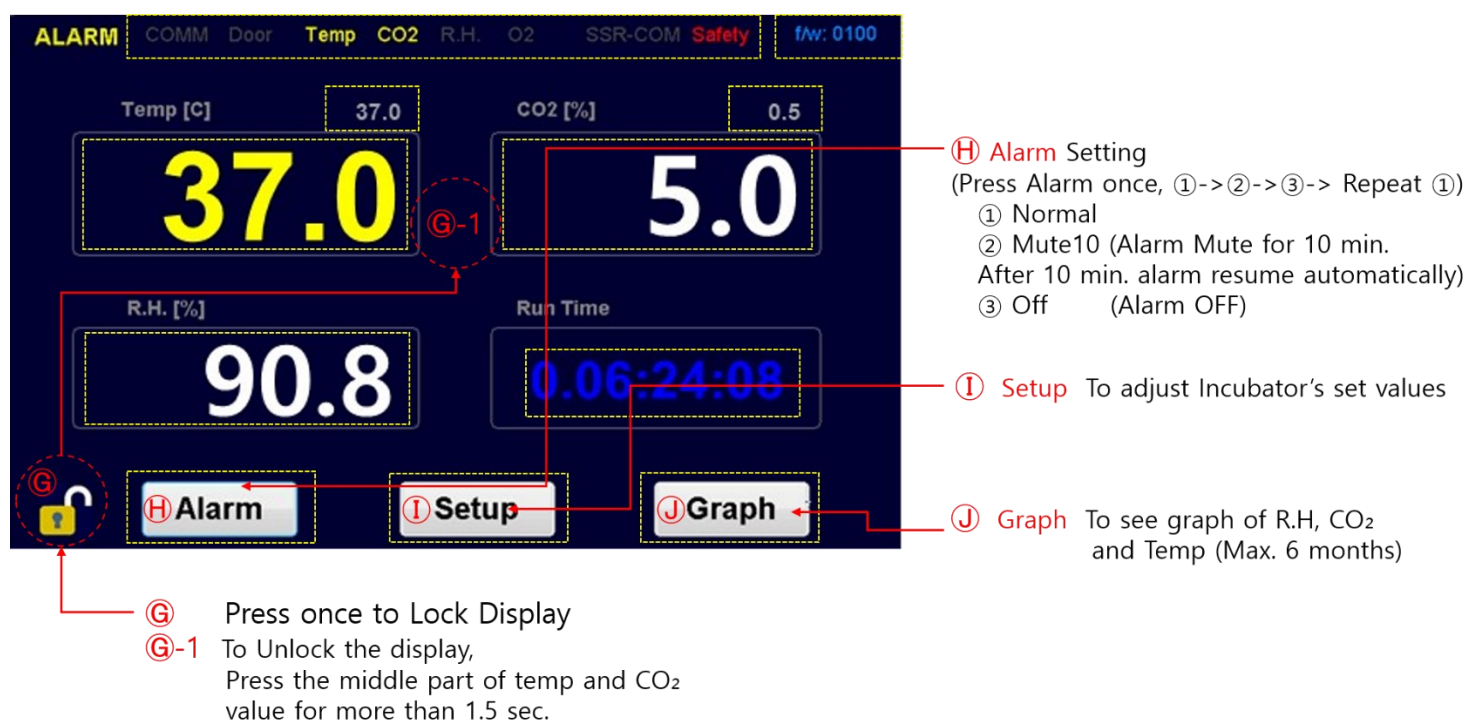 ALARM COMM Door Temp CO2 R.H. O2 SSR-COM Safety f/w: 0100
Temp [C] 37.0 CO2 [%] 0.5
37.0 5.0
Ⓖ-1
R.H. [%] Run Time
90.8 0.06:24:08
Ⓖ ⒽAlarm ⒾSetup ⒿGraph
Ⓗ Alarm Setting
(Press Alarm once, ①->②->③-> Repeat ①)
① Normal
② Mute10 (Alarm Mute for 10 min.
After 10 min. alarm resume automatically)
③ Off (Alarm OFF)
Ⓘ Setup To adjust Incubator’s set values
Ⓙ Graph To see graph of R.H, CO₂
and Temp (Max. 6 months)
Ⓖ Press once to Lock Display
Ⓖ-1 To Unlock the display,
Press the middle part of temp and CO₂
value for more than 1.5 sec.